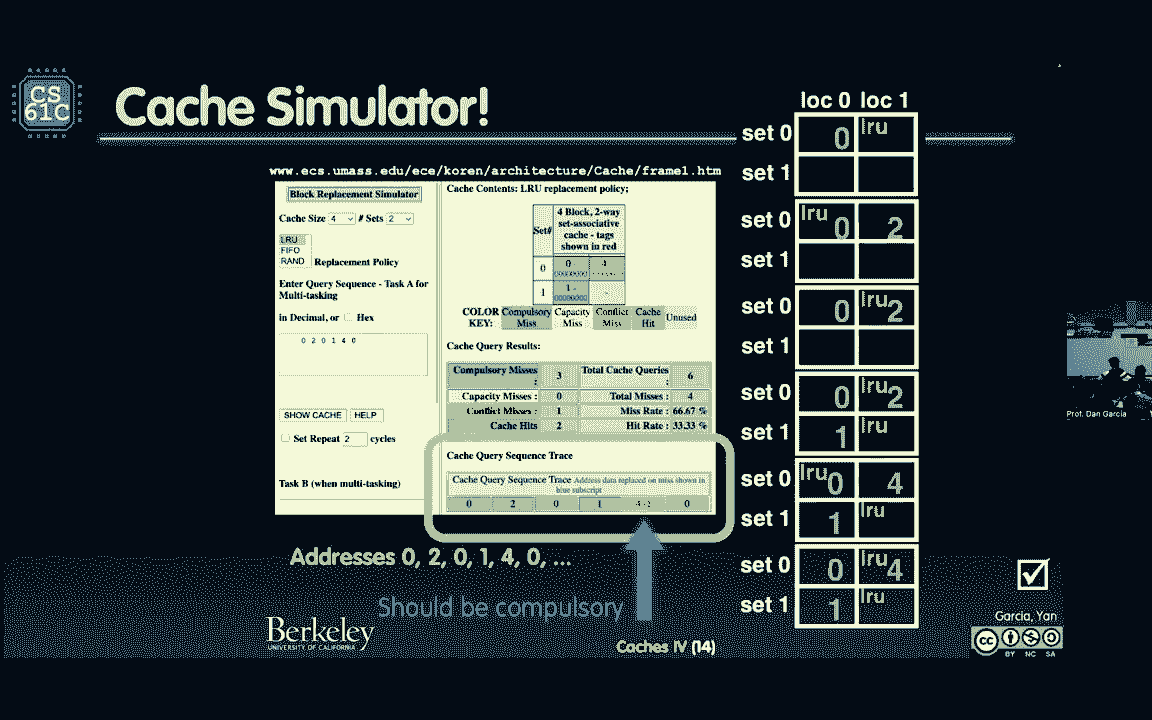 CS
61C
Cache Simulator!
www.ecs.umass.edu/ece/koren/architecture/Cache/frame1.htm
Block Replacement Simulator
Cache Size 4 # Sets 2
LRU
FIFO
RAND Replacement Policy
Enter Query Sequence - Task A for
Multi-tasking
in Decimal, or Hex
0 2 0 1 4 0
SHOW CACHE HELP
Set Repeat 2 cycles
Task B (when multi-tasking)
Cache Contents: LRU replacement policy;
Set# 4 Block, 2-way
set-associative
cache - tags
shown in red
0 0 - 4
00000000
1 1 - -
00000000
COLOR KEY: Compulsory Miss Capacity Miss Conflict Miss Cache Hit Unused
Cache Query Results:
Compulsory Misses : 3 Total Cache Queries : 6
Capacity Misses : 0 Total Misses : 4
Conflict Misses : 1 Miss Rate : 66.67 %
Cache Hits 2 Hit Rate : 33.33 %
Cache Query Sequence Trace
Cache Query Sequence Trace Address data replaced on miss shown in
blue subscript
0 2 0 1 4 - 2 0
Addresses 0, 2, 0, 1, 4, 0, ...
Should be compulsory
loc 0 loc 1
set 0 0 lru
set 1
set 0 lru 0 2
set 1
set 0 0 lru 2
set 1
set 0 0 lru 2
set 1 1 lru
set 0 lru 0 4
set 1 1 lru
set 0 0 lru 4
set 1 1 lru
Prof. Dan Garcia
Berkeley
UNIVERSITY OF CALIFORNIA
Caches IV (14)
Garcia, Yan
cc
BY NC SA